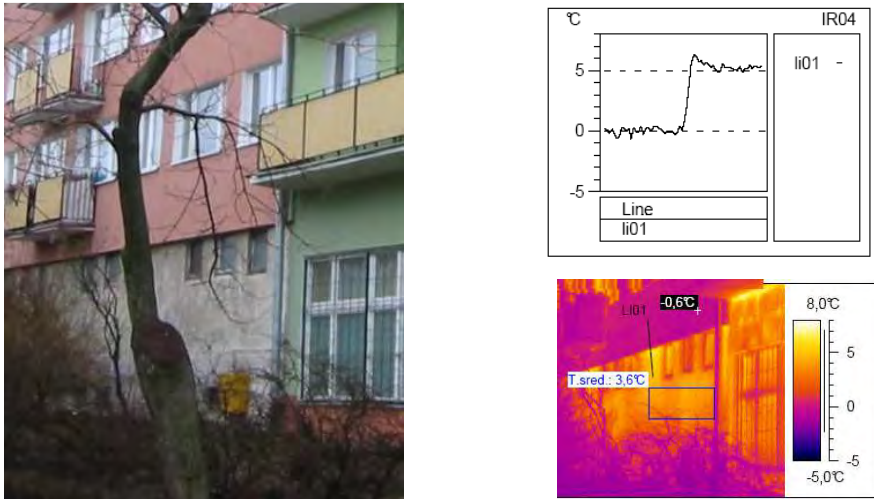 ℃ IR04
li01 -
5
0
-5
Line
li01
LI01 -0,6℃
8,0℃
T.sred.: 3,6℃
5
0
-5
-5,0℃